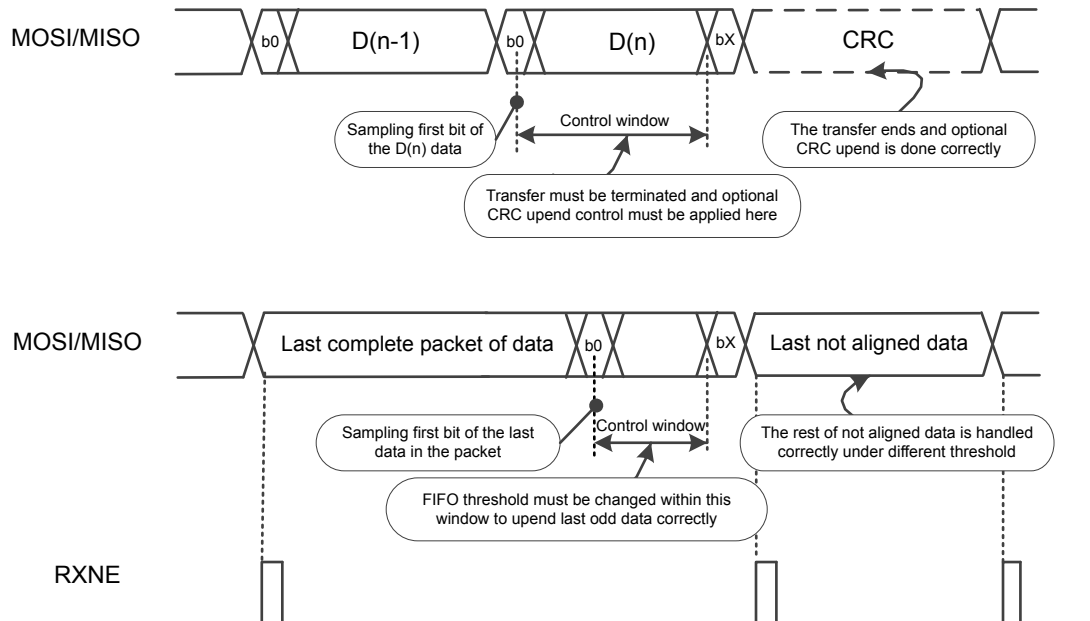 MOSI/MISO
b0
D(n-1)
b0
D(n)
bX
CRC
Sampling first bit of
the D(n) data
Control window
The transfer ends and optional
CRC upend is done correctly
Transfer must be terminated and optional
CRC upend control must be applied here
MOSI/MISO
Last complete packet of data
b0
bX
Last not aligned data
Sampling first bit of the last
data in the packet
Control window
The rest of not aligned data is handled
correctly under different threshold
FIFO threshold must be changed within this
window to upend last odd data correctly
RXNE